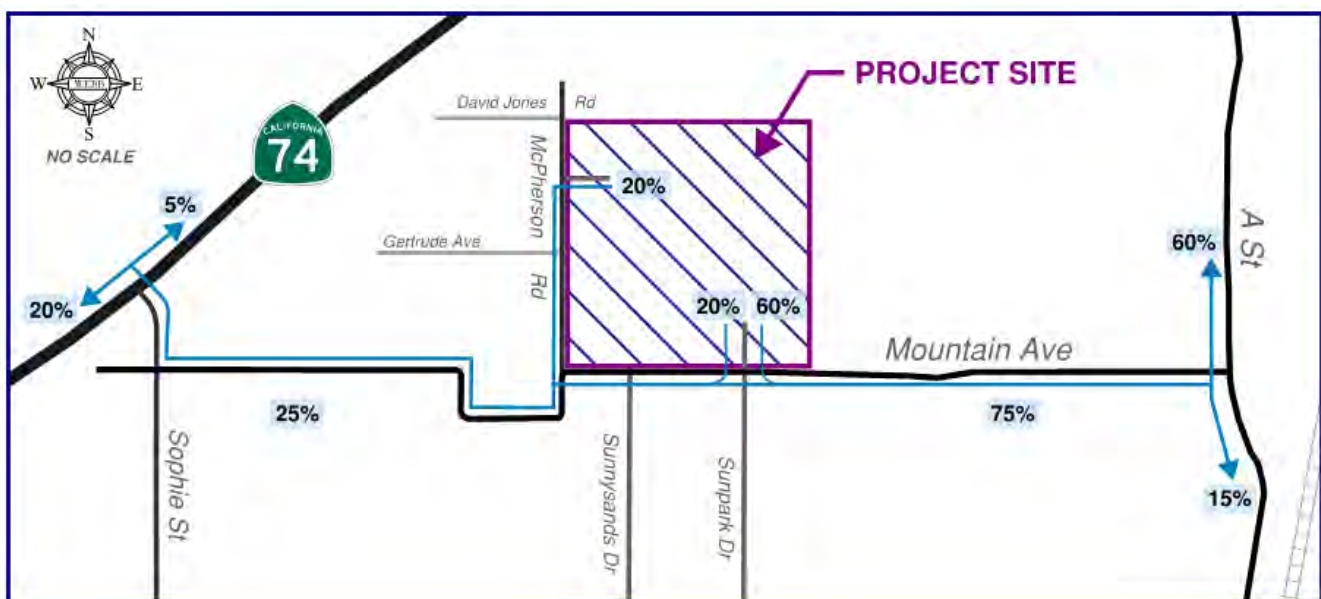 N
W
WEBB
E
S
NO SCALE
CALIFORNIA
74
PROJECT SITE
David Jones Rd
McPherson Rd
20%
5%
Gertrude Ave
A St
60%
20%
20%
60%
Mountain Ave
25%
75%
Sophie St
Sunnysands Dr
Sunpark Dr
15%